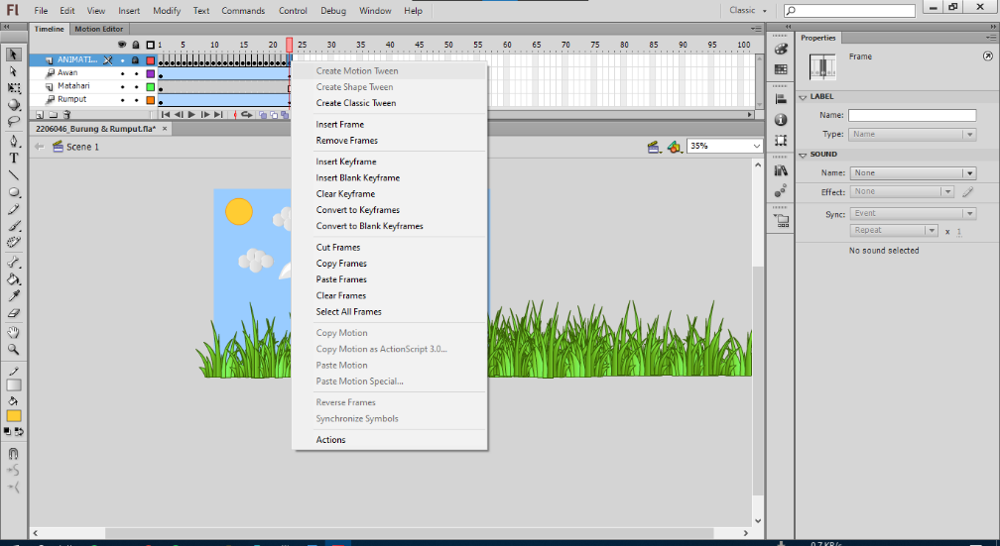 Fl File Edit View Insert Modify Text Commands Control Debug Window Help Classic
Timeline Motion Editor
1 5 10 15 20 25 30 35 40 45 50 55 60 65 70 75 80 85 90 95 100
ANIMATI...
Awan
Matahari
Rumput
2206046_Burung & Rumput.fla* ×
Scene 1
35%
Create Motion Tween
Create Shape Tween
Create Classic Tween
Insert Frame
Remove Frames
Insert Keyframe
Insert Blank Keyframe
Clear Keyframe
Convert to Keyframes
Convert to Blank Keyframes
Cut Frames
Copy Frames
Paste Frames
Clear Frames
Select All Frames
Copy Motion
Copy Motion as ActionScript 3.0...
Paste Motion
Paste Motion Special...
Reverse Frames
Synchronize Symbols
Actions
Properties
Frame
LABEL
Name:
Type: Name
SOUND
Name: None
Effect: None
Sync: Event
Repeat x 1
No sound selected
0.7 KB/s